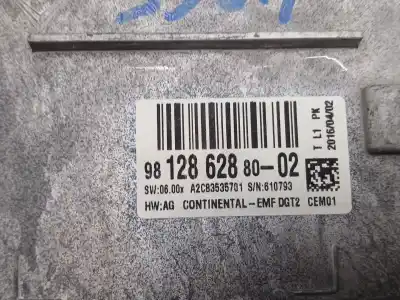 T L1 PK
2016/04/02
98 128 628 80-02
SW:06.00x A2C83535701 S/N:610793
HW:AG CONTINENTAL-EMF DGT2 CEM01